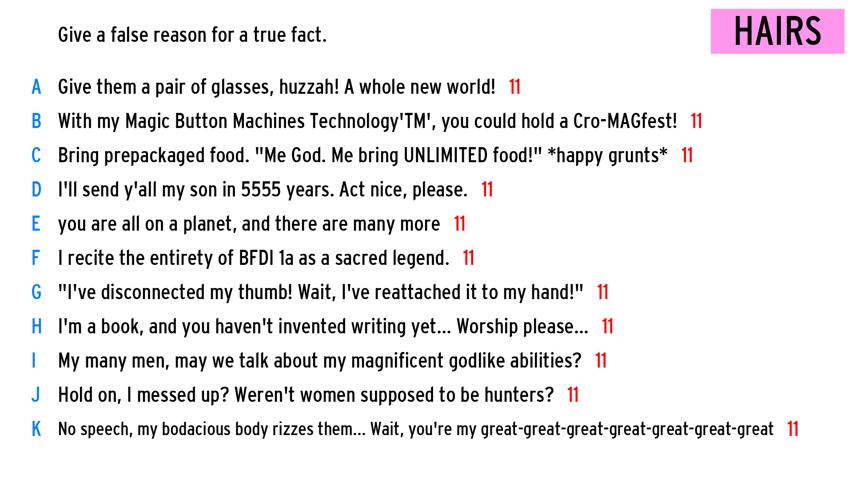 Give a false reason for a true fact.
HAIRS
A Give them a pair of glasses, huzzah! A whole new world! 11
B With my Magic Button Machines Technology'TM', you could hold a Cro-MAGfest! 11
C Bring prepackaged food. "Me God. Me bring UNLIMITED food!" *happy grunts* 11
D I'll send y'all my son in 5555 years. Act nice, please. 11
E you are all on a planet, and there are many more 11
F I recite the entirety of BFDI 1a as a sacred legend. 11
G "I've disconnected my thumb! Wait, I've reattached it to my hand!" 11
H I'm a book, and you haven't invented writing yet... Worship please... 11
I My many men, may we talk about my magnificent godlike abilities? 11
J Hold on, I messed up? Weren't women supposed to be hunters? 11
K No speech, my bodacious body rizzes them... Wait, you're my great-great-great-great-great-great-great 11